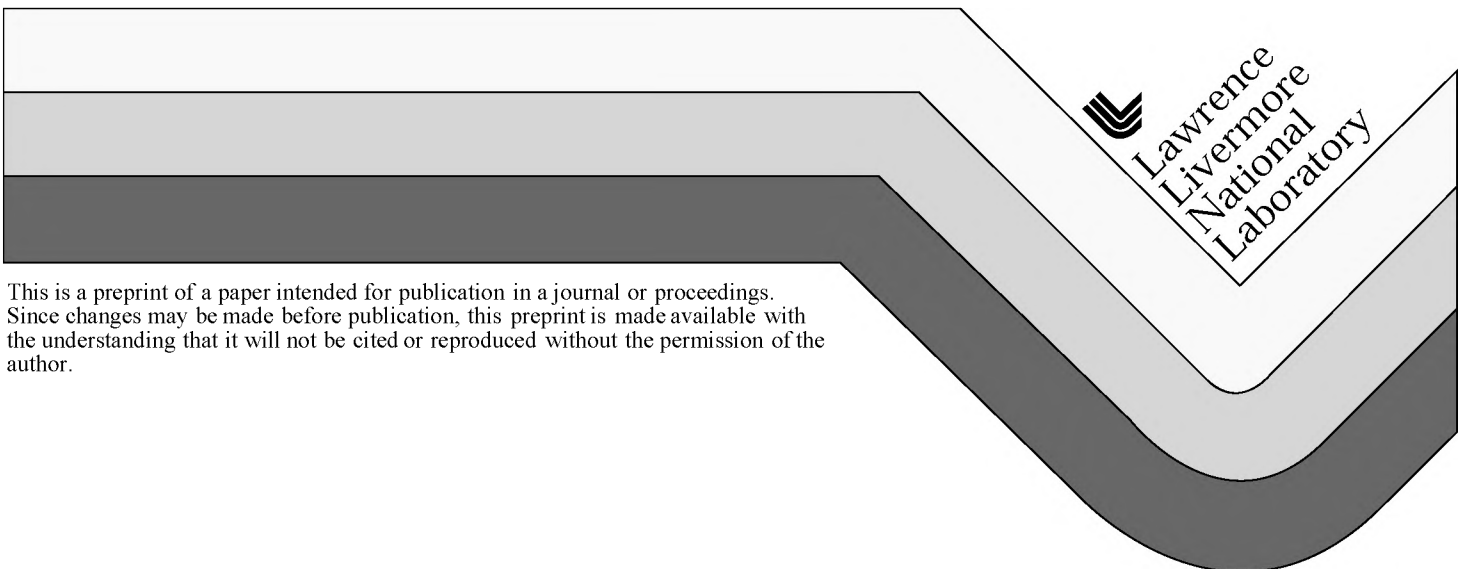 Lawrence
Livermore
National
Laboratory
This is a preprint of a paper intended for publication in a journal or proceedings.
Since changes may be made before publication, this preprint is made available with
the understanding that it will not be cited or reproduced without the permission of the
author.